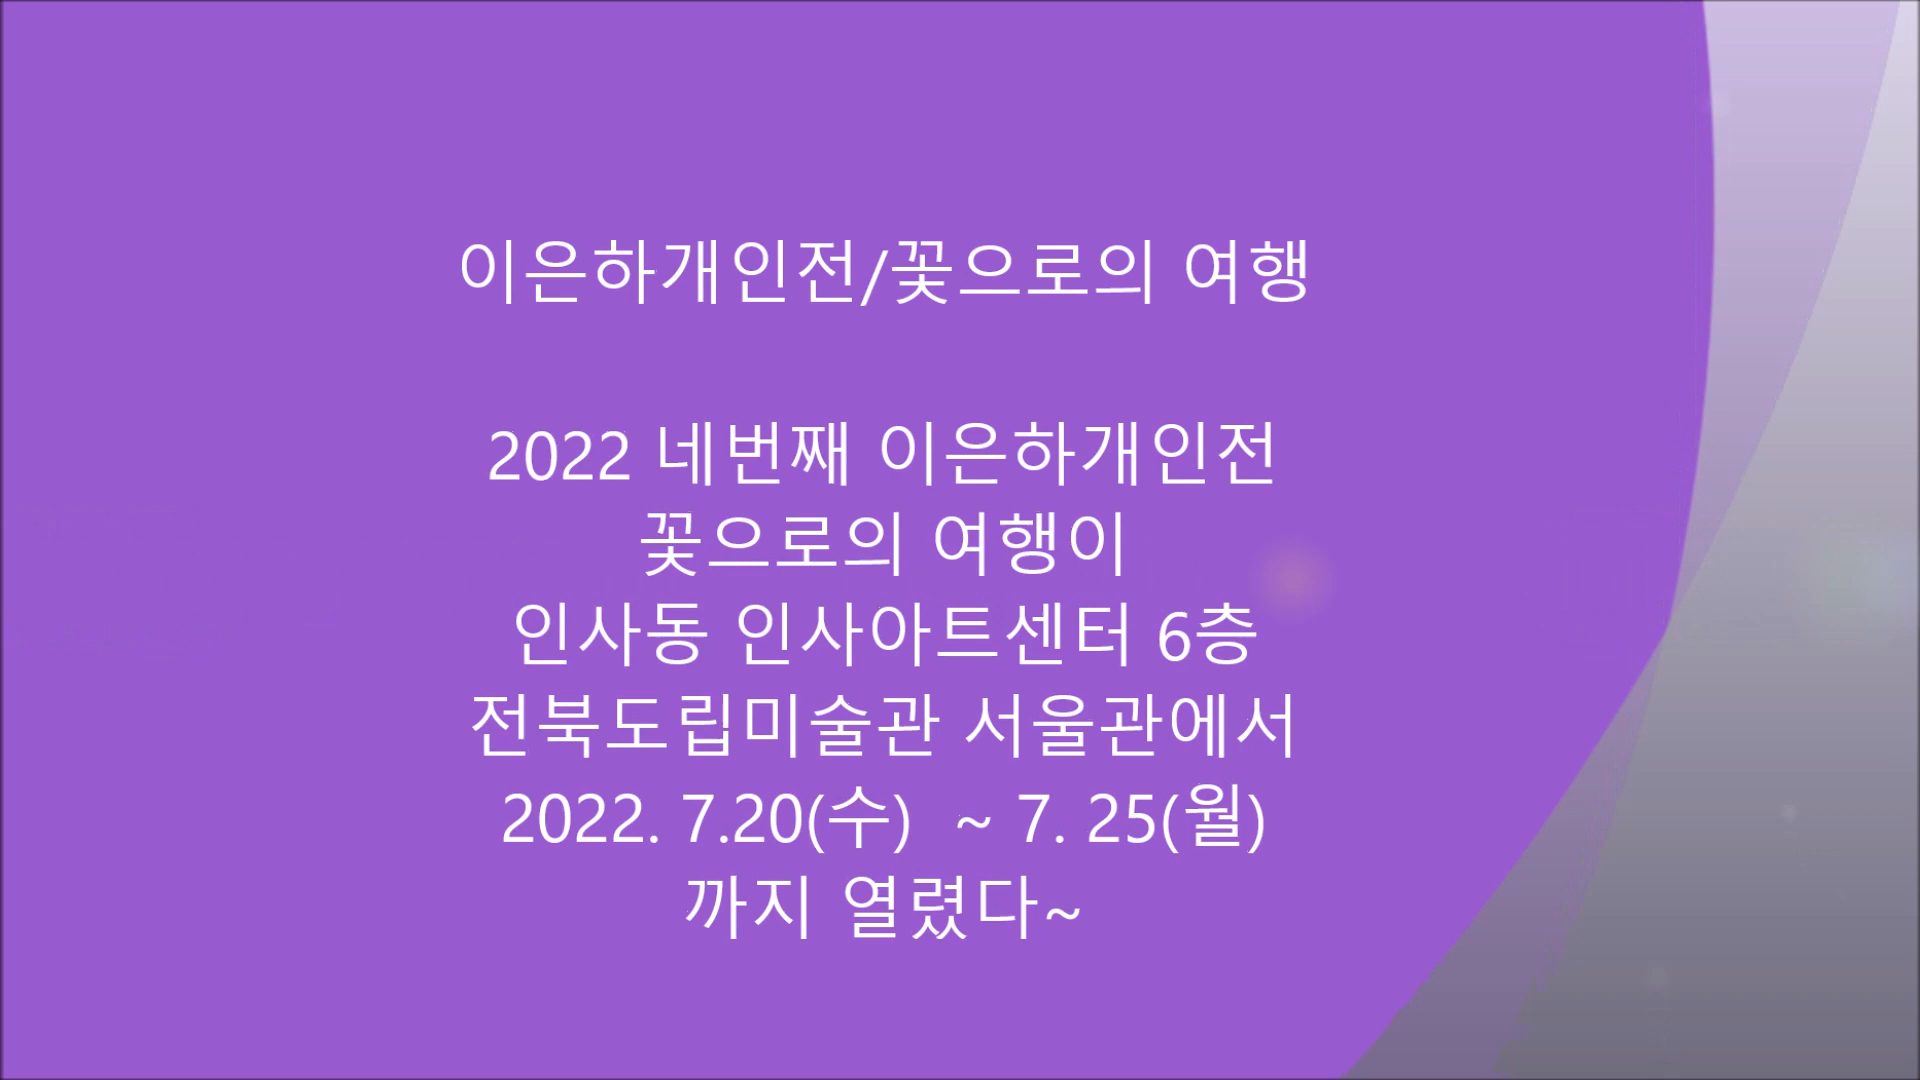 이은하개인전/꽃으로의 여행
2022 네번째 이은하개인전
꽃으로의 여행이
인사동 인사아트센터 6층
전북도립미술관 서울관에서
2022. 7.20(수)  ~ 7. 25(월)
까지 열렸다~